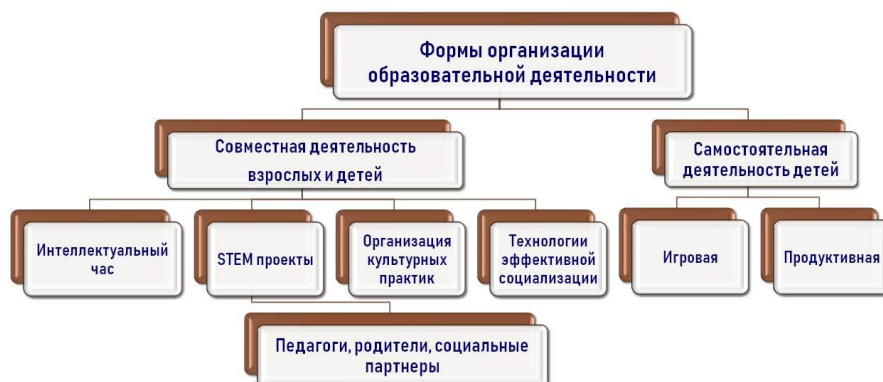 Формы организации
образовательной деятельности
Совместная деятельность
взрослых и детей
Самостоятельная
деятельность детей
Интеллектуальный
час
STEM проекты
Организация
культурных
практик
Технологии
эффективной
социализации
Игровая
Продуктивная
Педагоги, родители, социальные
партнеры